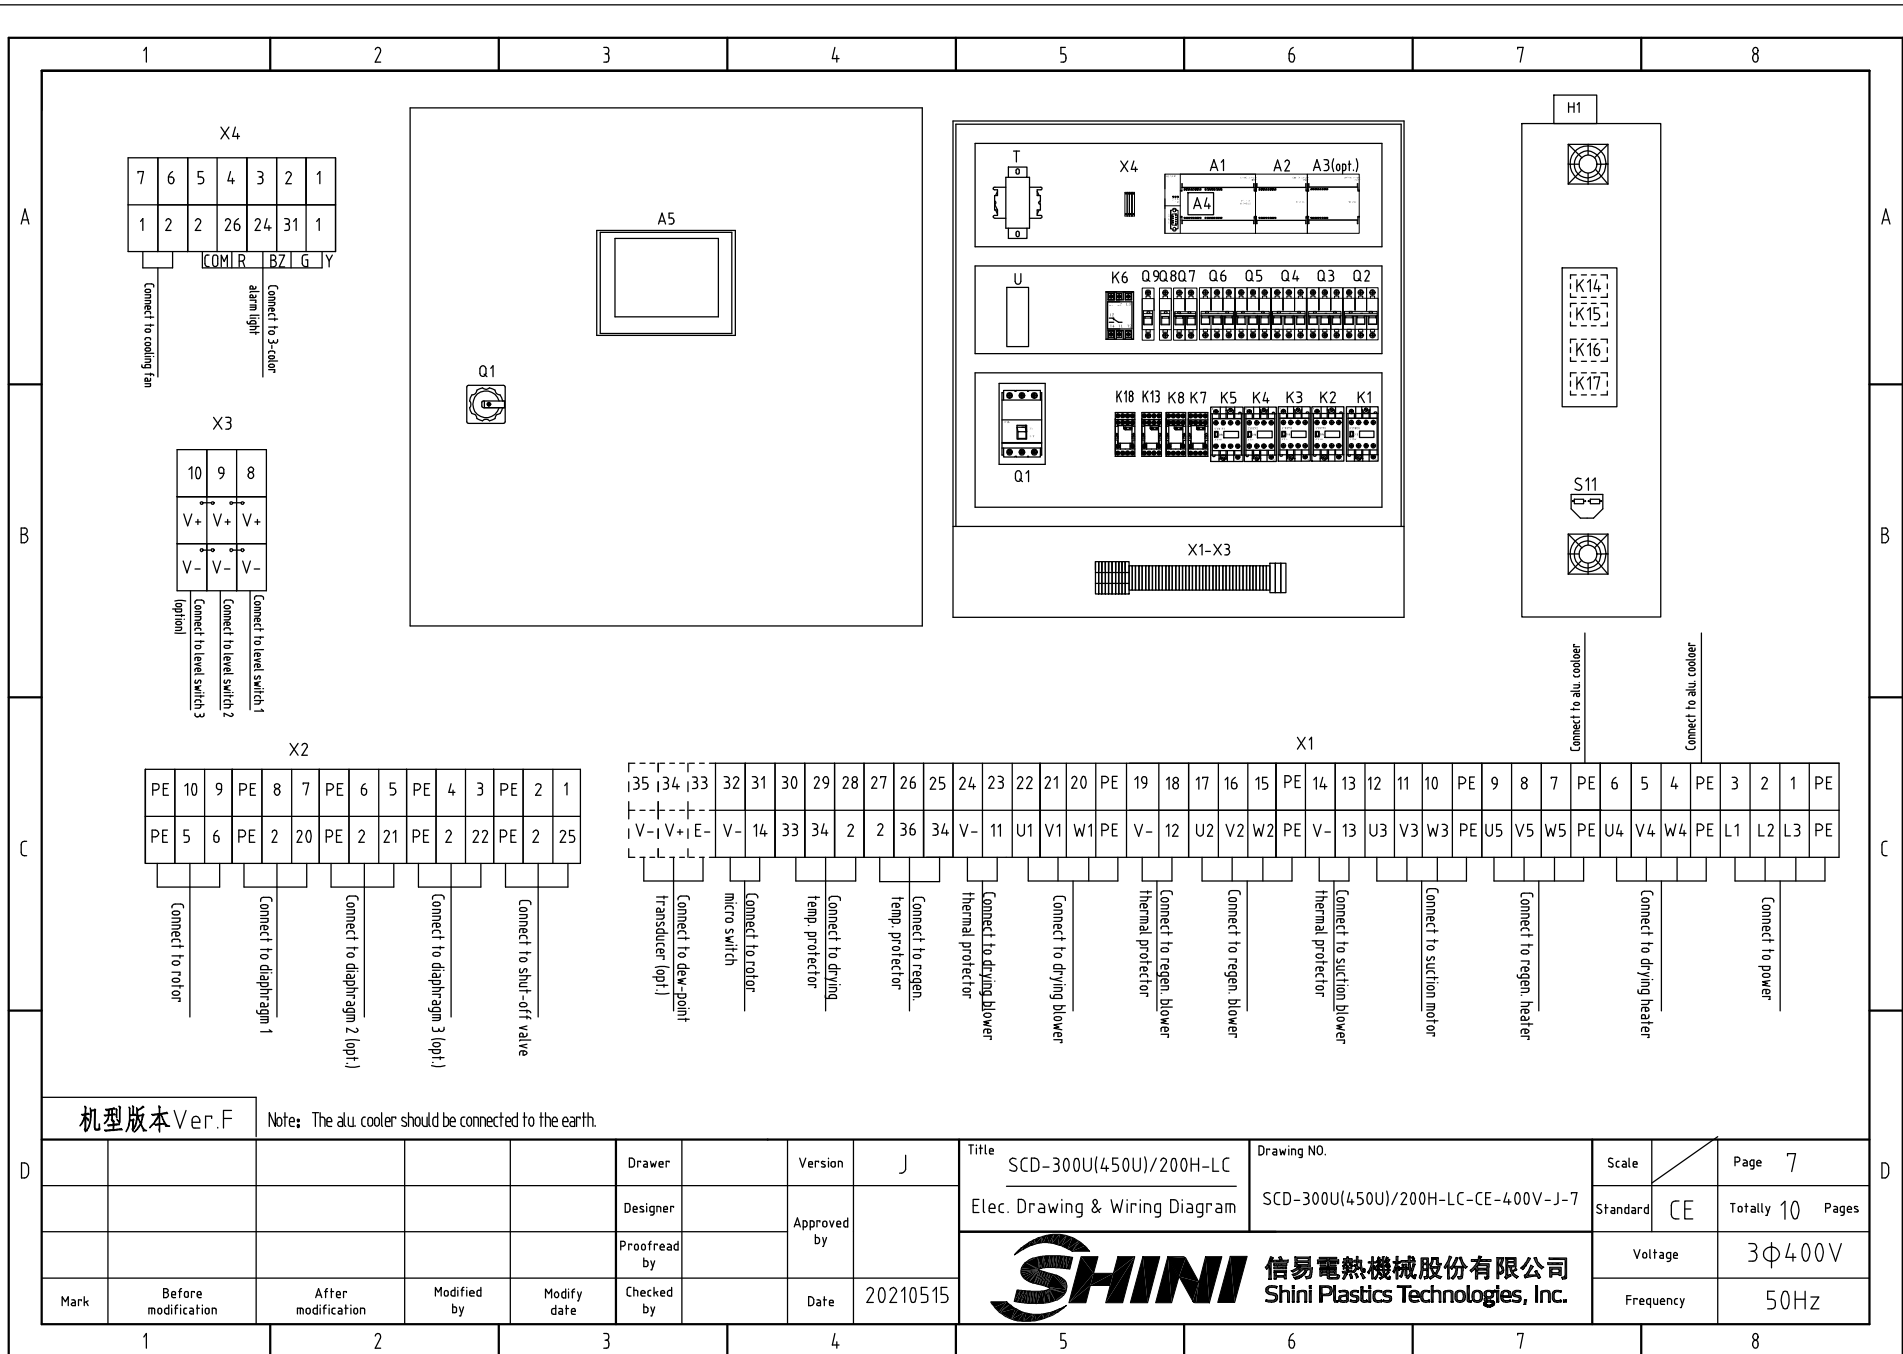 1 2 3 4 5 6 7 8
A A
B B
C C
D D
X4
7 6 5 4 3 2 1
1 2 2 26 24 31 1
COM R BZ G Y
Connect to cooling fan
Connect to 3-color
alarm light
X3
10 9 8
V+ V+ V+
V- V- V-
Connect to level switch 3
(option)
Connect to level switch 2
Connect to level switch 1
A5
Q1
T X4 A1 A2 A3(opt.)
A4
U K6 Q9 Q8 Q7 Q6 Q5 Q4 Q3 Q2
K18 K13 K8 K7 K5 K4 K3 K2 K1
Q1
X1-X3
H1
K14
K15
K16
K17
S11
Connect to alu. cooloer
Connect to alu. cooloer
X2
PE 10 9 PE 8 7 PE 6 5 PE 4 3 PE 2 1
PE 5 6 PE 2 20 PE 2 21 PE 2 22 PE 2 25
Connect to rotor
Connect to diaphragm 1
Connect to diaphragm 2 (opt.)
Connect to diaphragm 3 (opt.)
Connect to shut-off valve
X1
35 34 33 32 31 30 29 28 27 26 25 24 23 22 21 20 PE 19 18 17 16 15 PE 14 13 12 11 10 PE 9 8 7 PE 6 5 4 PE 3 2 1 PE
V- V+ E- V- 14 33 34 2 2 36 34 V- 11 U1 V1 W1 PE V- 12 U2 V2 W2 PE V- 13 U3 V3 W3 PE U5 V5 W5 PE U4 V4 W4 PE L1 L2 L3 PE
Connect to dew-point
transducer (opt.)
Connect to rotor
micro switch
Connect to drying
temp. protector
Connect to regen.
temp. protector
Connect to drying blower
thermal protector
Connect to drying blower
Connect to regen. blower
thermal protector
Connect to regen. blower
Connect to suction blower
thermal protector
Connect to suction motor
Connect to regen. heater
Connect to drying heater
Connect to power
机型版本Ver.F
Note: The alu. cooler should be connected to the earth.
Drawer
Version J
Designer
Approved
by
Proofread
by
Mark
Before
modification
After
modification
Modified
by
Modify
date
Checked
by
Date 20210515
Title
SCD-300U(450U)/200H-LC
Elec. Drawing & Wiring Diagram
Drawing NO.
SCD-300U(450U)/200H-LC-CE-400V-J-7
SHINI
信易電熱機械股份有限公司
Shini Plastics Technologies, Inc.
Scale
Page 7
Standard CE
Totally 10 Pages
Voltage 3Φ400V
Frequency 50Hz
1 2 3 4 5 6 7 8